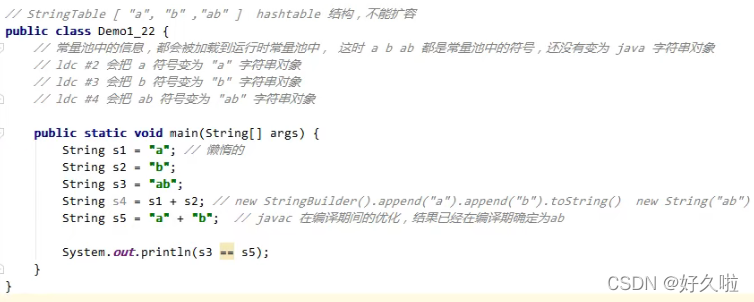 // StringTable [ "a", "b" ,"ab" ]  hashtable 结构，不能扩容
public class Demo1_22 {
// 常量池中的信息，都会被加载到运行时常量池中， 这时 a b ab 都是常量池中的符号，还没有变为 java 字符串对象
// ldc #2 会把 a 符号变为 "a" 字符串对象
// ldc #3 会把 b 符号变为 "b" 字符串对象
// ldc #4 会把 ab 符号变为 "ab" 字符串对象
public static void main(String[] args) {
String s1 = "a"; // 懒惰的
String s2 = "b";
String s3 = "ab";
String s4 = s1 + s2; // new StringBuilder().append("a").append("b").toString()  new String("ab")
String s5 = "a" + "b";  // javac 在编译期间的优化，结果已经在编译期确定为ab
System.out.println(s3 == s5);
}
}
CSDN @好久啦